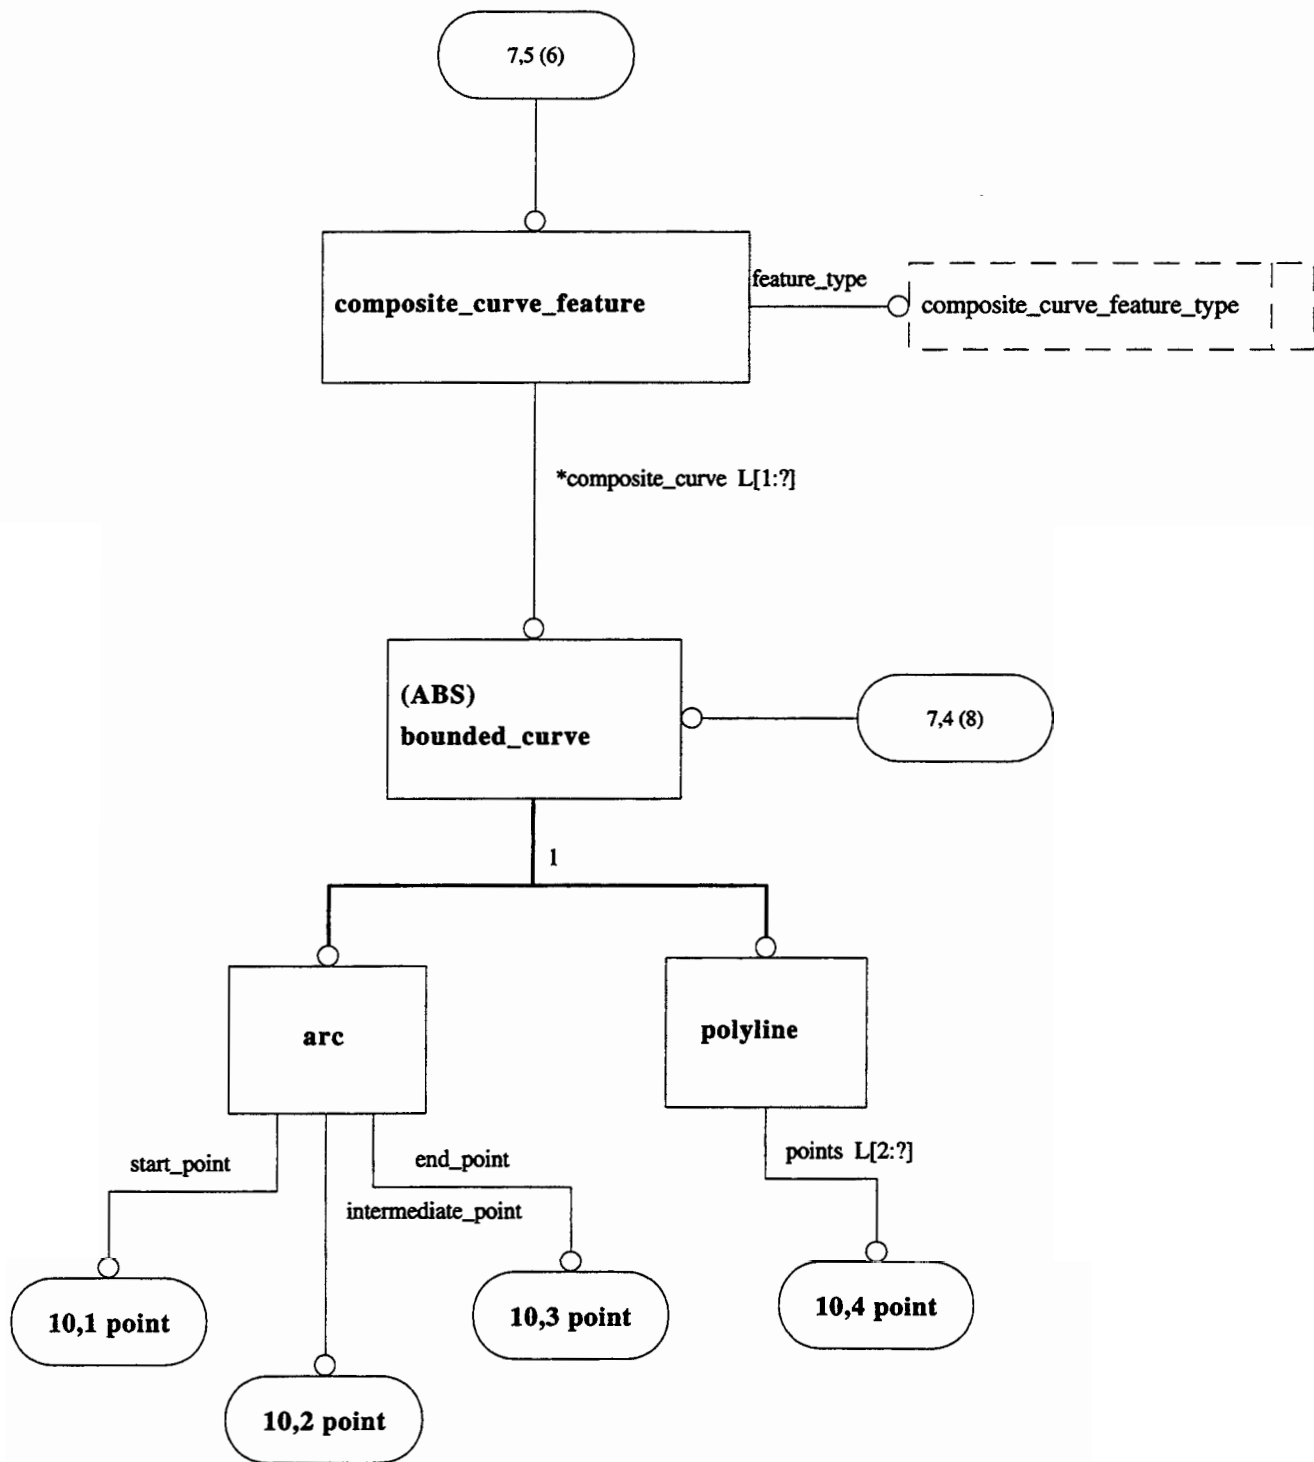 7,5 (6)
composite_curve_feature
feature_type
composite_curve_feature_type
*composite_curve L[1:?]
(ABS)
bounded_curve
7,4 (8)
1
arc
polyline
start_point
end_point
points L[2:?]
intermediate_point
10,1 point
10,3 point
10,4 point
10,2 point